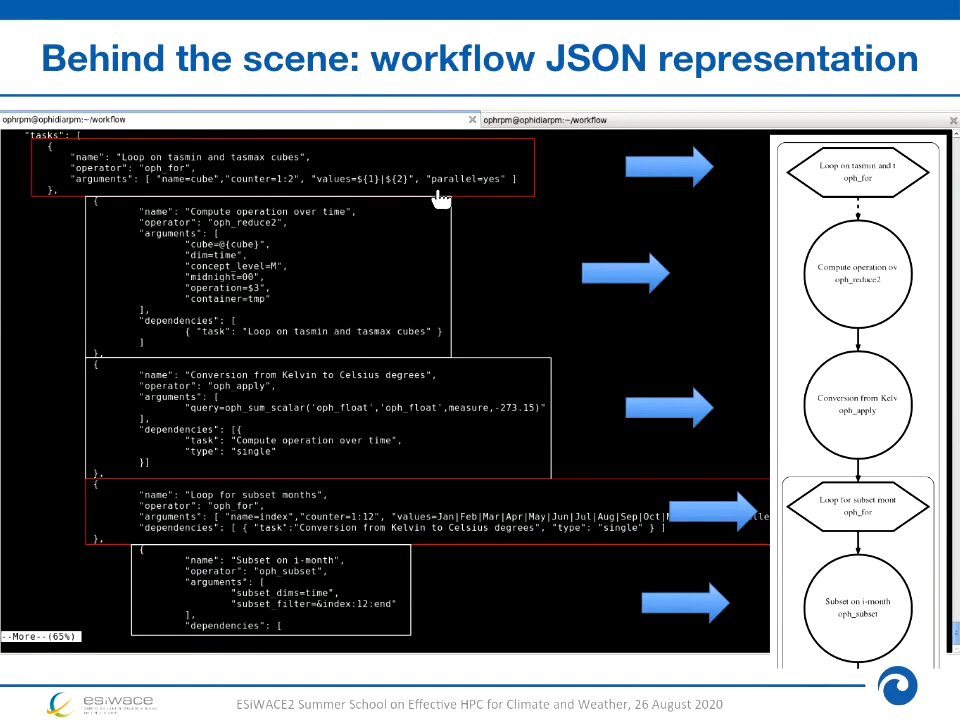 Behind the scene: workflow JSON representation
ophrpm@ophidiarpm:~/workflow
ophrpm@ophidiarpm:~/workflow
"tasks": [
{
"name": "Loop on tasmin and tasmax cubes",
"operator": "oph_for",
"arguments": [ "name=cube","counter=1:2", "values=${1}|${2}", "parallel=yes" ]
},
{
"name": "Compute operation over time",
"operator": "oph_reduce2",
"arguments": [
"cube=@{cube}",
"dim=time",
"concept_level=M",
"midnight=00",
"operation=$3",
"container=tmp"
],
"dependencies": [
{ "task": "Loop on tasmin and tasmax cubes" }
]
},
{
"name": "Conversion from Kelvin to Celsius degrees",
"operator": "oph_apply",
"arguments": [
"query=oph_sum_scalar('oph_float','oph_float',measure,-273.15)"
],
"dependencies": [{
"task": "Compute operation over time",
"type": "single"
}]
},
{
"name": "Loop for subset months",
"operator": "oph_for",
"arguments": [ "name=index","counter=1:12", "values=Jan|Feb|Mar|Apr|May|Jun|Jul|Aug|Sep|Oct|
"dependencies": [ { "task":"Conversion from Kelvin to Celsius degrees", "type": "single" } ]
},
{
"name": "Subset on i-month",
"operator": "oph_subset",
"arguments": [
"subset_dims=time",
"subset_filter=&index:12:end"
],
"dependencies": [
--More--(65%)
Loop on tasmin and t
oph_for
Compute operation ov
oph_reduce2
Conversion from Kelv
oph_apply
Loop for subset mont
oph_for
Subset on i-month
oph_subset
esiwace
ESiWACE2 Summer School on Effective HPC for Climate and Weather, 26 August 2020